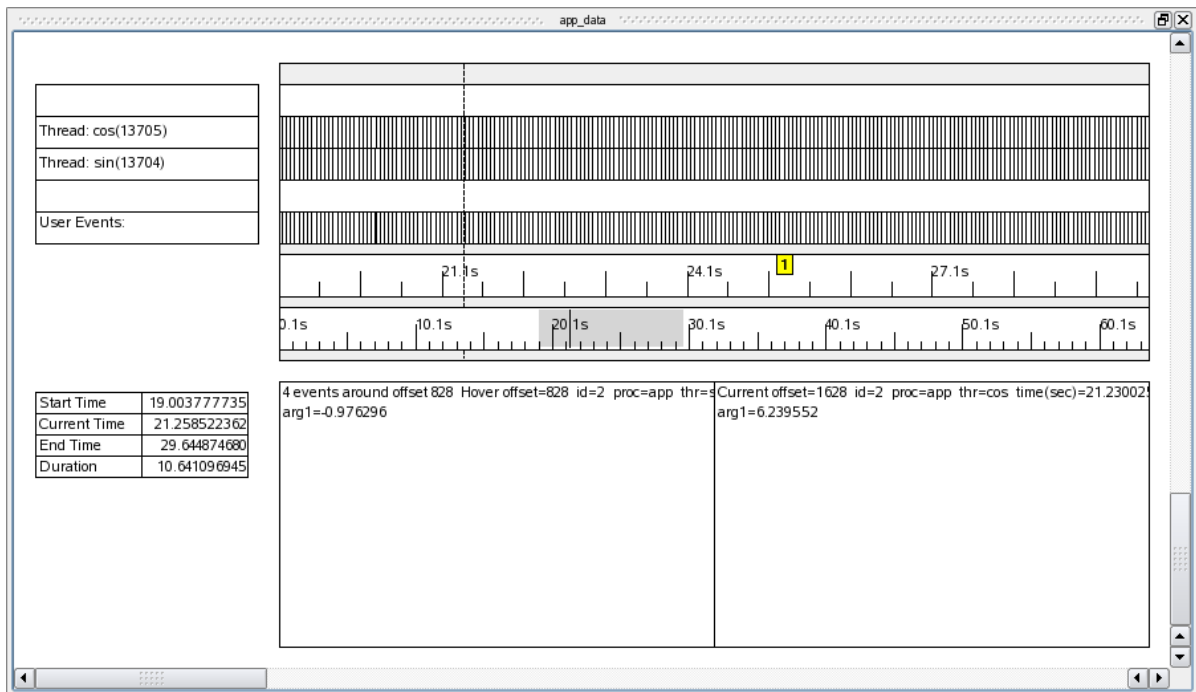 app_data
Thread: cos(13705)
Thread: sin(13704)
User Events:
21.1s 24.1s 1 27.1s
0.1s 10.1s 20.1s 30.1s 40.1s 50.1s 60.1s
4 events around offset 828 Hover offset=828 id=2 proc=app thr=s
arg1=-0.976296
Current offset=1628 id=2 proc=app thr=cos time(sec)=21.23002
arg1=6.239552
Start Time 19.003777735
Current Time 21.258522362
End Time 29.644874680
Duration 10.641096945